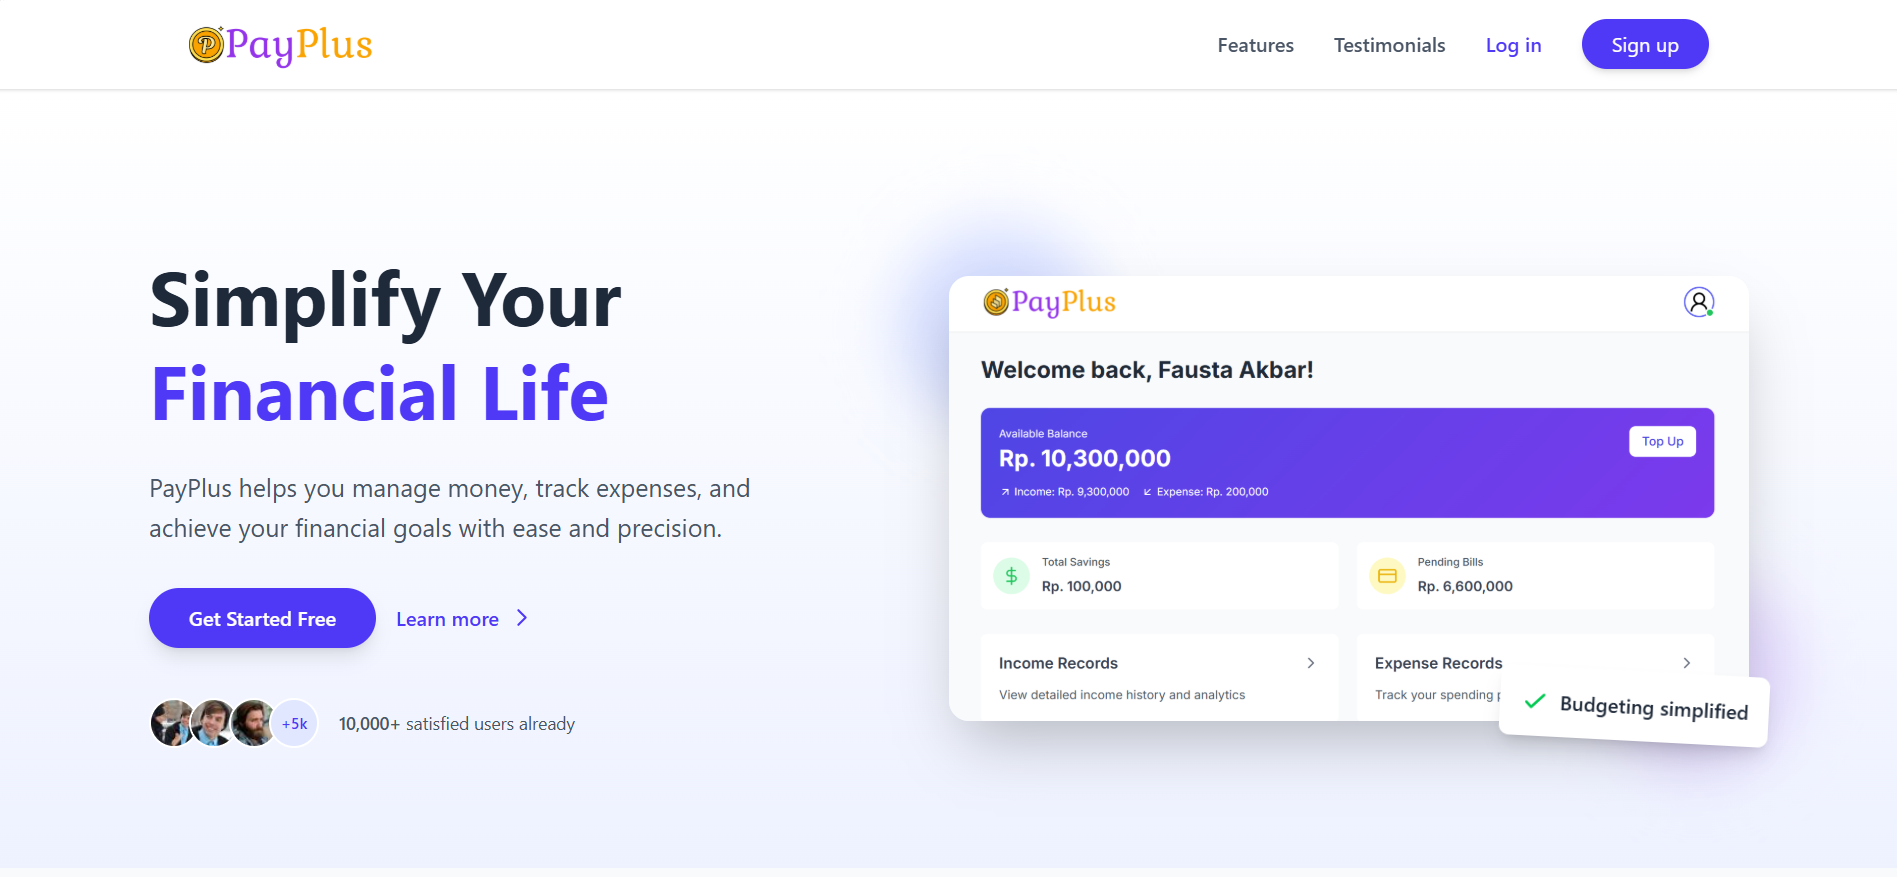 PayPlus
Features
Testimonials
Log in
Sign up
Simplify Your
Financial Life
PayPlus helps you manage money, track expenses, and
achieve your financial goals with ease and precision.
Get Started Free
Learn more
+5k
10,000+ satisfied users already
PayPlus
Welcome back, Fausta Akbar!
Available Balance
Rp. 10,300,000
Top Up
Income: Rp. 9,300,000
Expense: Rp. 200,000
Total Savings
Rp. 100,000
Pending Bills
Rp. 6,600,000
Income Records
View detailed income history and analytics
Expense Records
Track your spending
Budgeting simplified